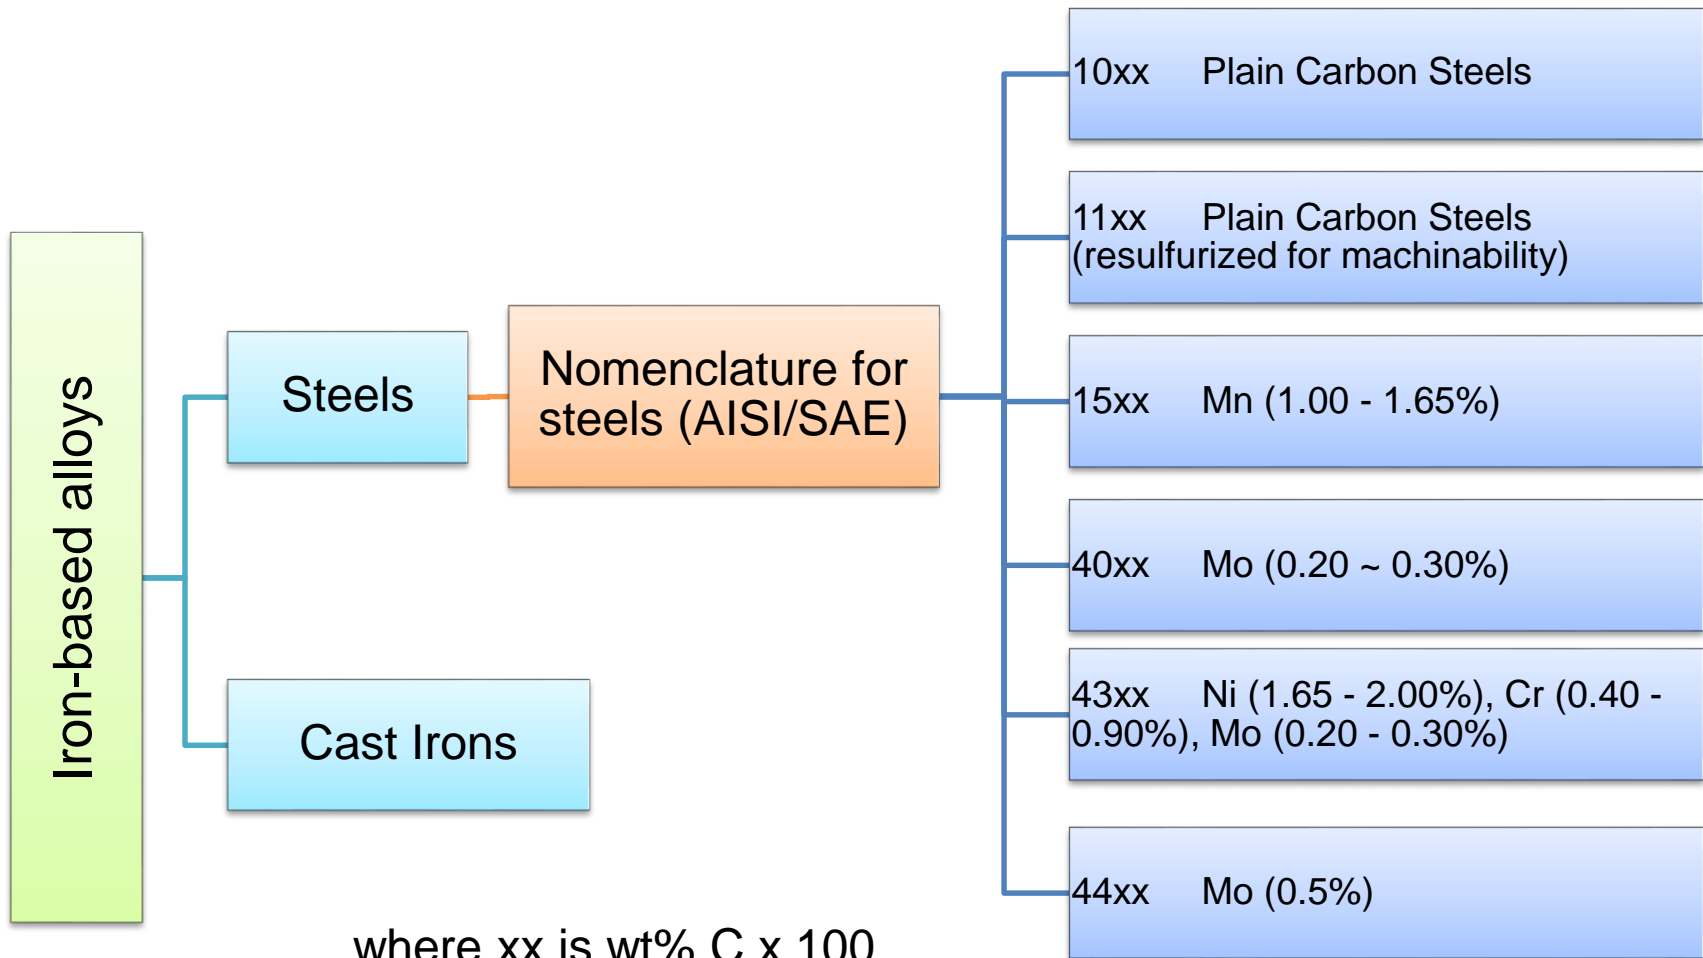 Iron-based alloys
Steels
Cast Irons
Nomenclature for
steels (AISI/SAE)
10xx Plain Carbon Steels
11xx Plain Carbon Steels
(resulfurized for machinability)
15xx Mn (1.00 - 1.65%)
40xx Mo (0.20 ~ 0.30%)
43xx Ni (1.65 - 2.00%), Cr (0.40 -
0.90%), Mo (0.20 - 0.30%)
44xx Mo (0.5%)
where xx is wt% C x 100